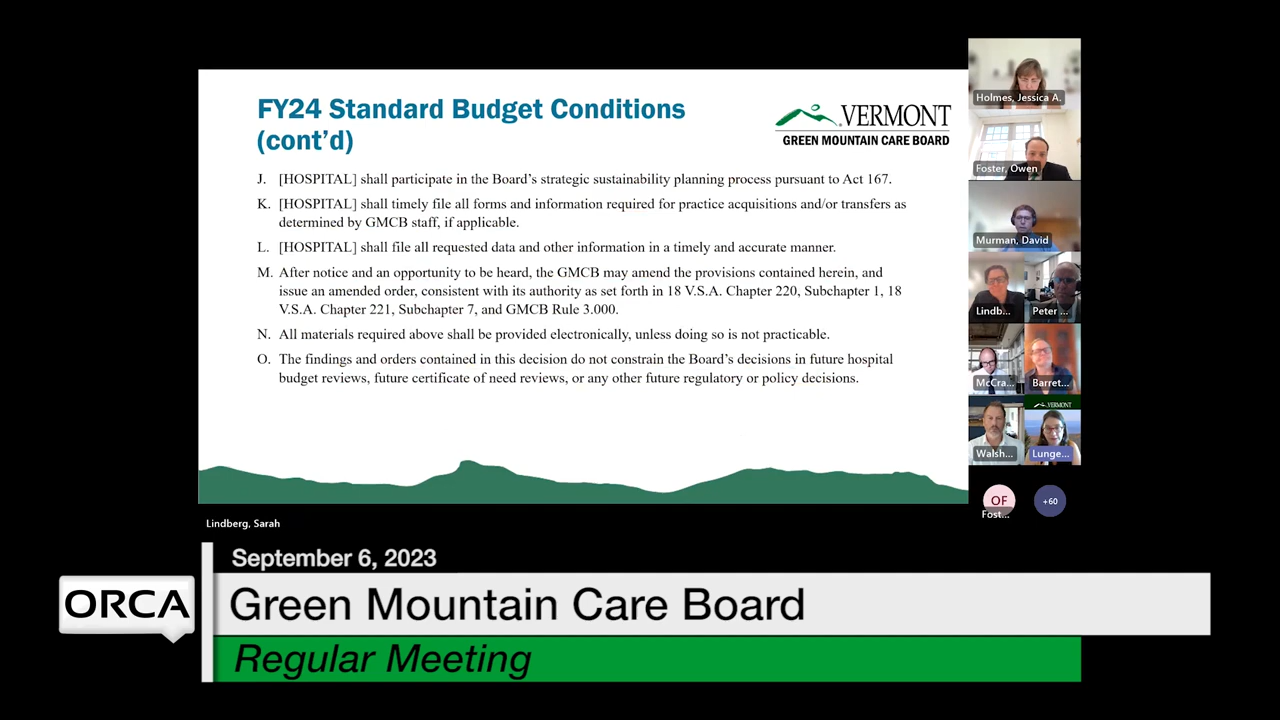 FY24 Standard Budget Conditions
(cont'd)
VERMONT
GREEN MOUNTAIN CARE BOARD
J. [HOSPITAL] shall participate in the Board's strategic sustainability planning process pursuant to Act 167.
K. [HOSPITAL] shall timely file all forms and information required for practice acquisitions and/or transfers as
determined by GMCB staff, if applicable.
L. [HOSPITAL] shall file all requested data and other information in a timely and accurate manner.
M. After notice and an opportunity to be heard, the GMCB may amend the provisions contained herein, and
issue an amended order, consistent with its authority as set forth in 18 V.S.A. Chapter 220, Subchapter 1, 18
V.S.A. Chapter 221, Subchapter 7, and GMCB Rule 3.000.
N. All materials required above shall be provided electronically, unless doing so is not practicable.
O. The findings and orders contained in this decision do not constrain the Board's decisions in future hospital
budget reviews, future certificate of need reviews, or any other future regulatory or policy decisions.
Holmes, Jessica A.
Foster, Owen
Murman, David
Lindb...
Peter ...
McCra...
Barret...
VERMONT
Walsh...
Lunge...
OF
+60
Fost...
Lindberg, Sarah
September 6, 2023
ORCA
Green Mountain Care Board
Regular Meeting